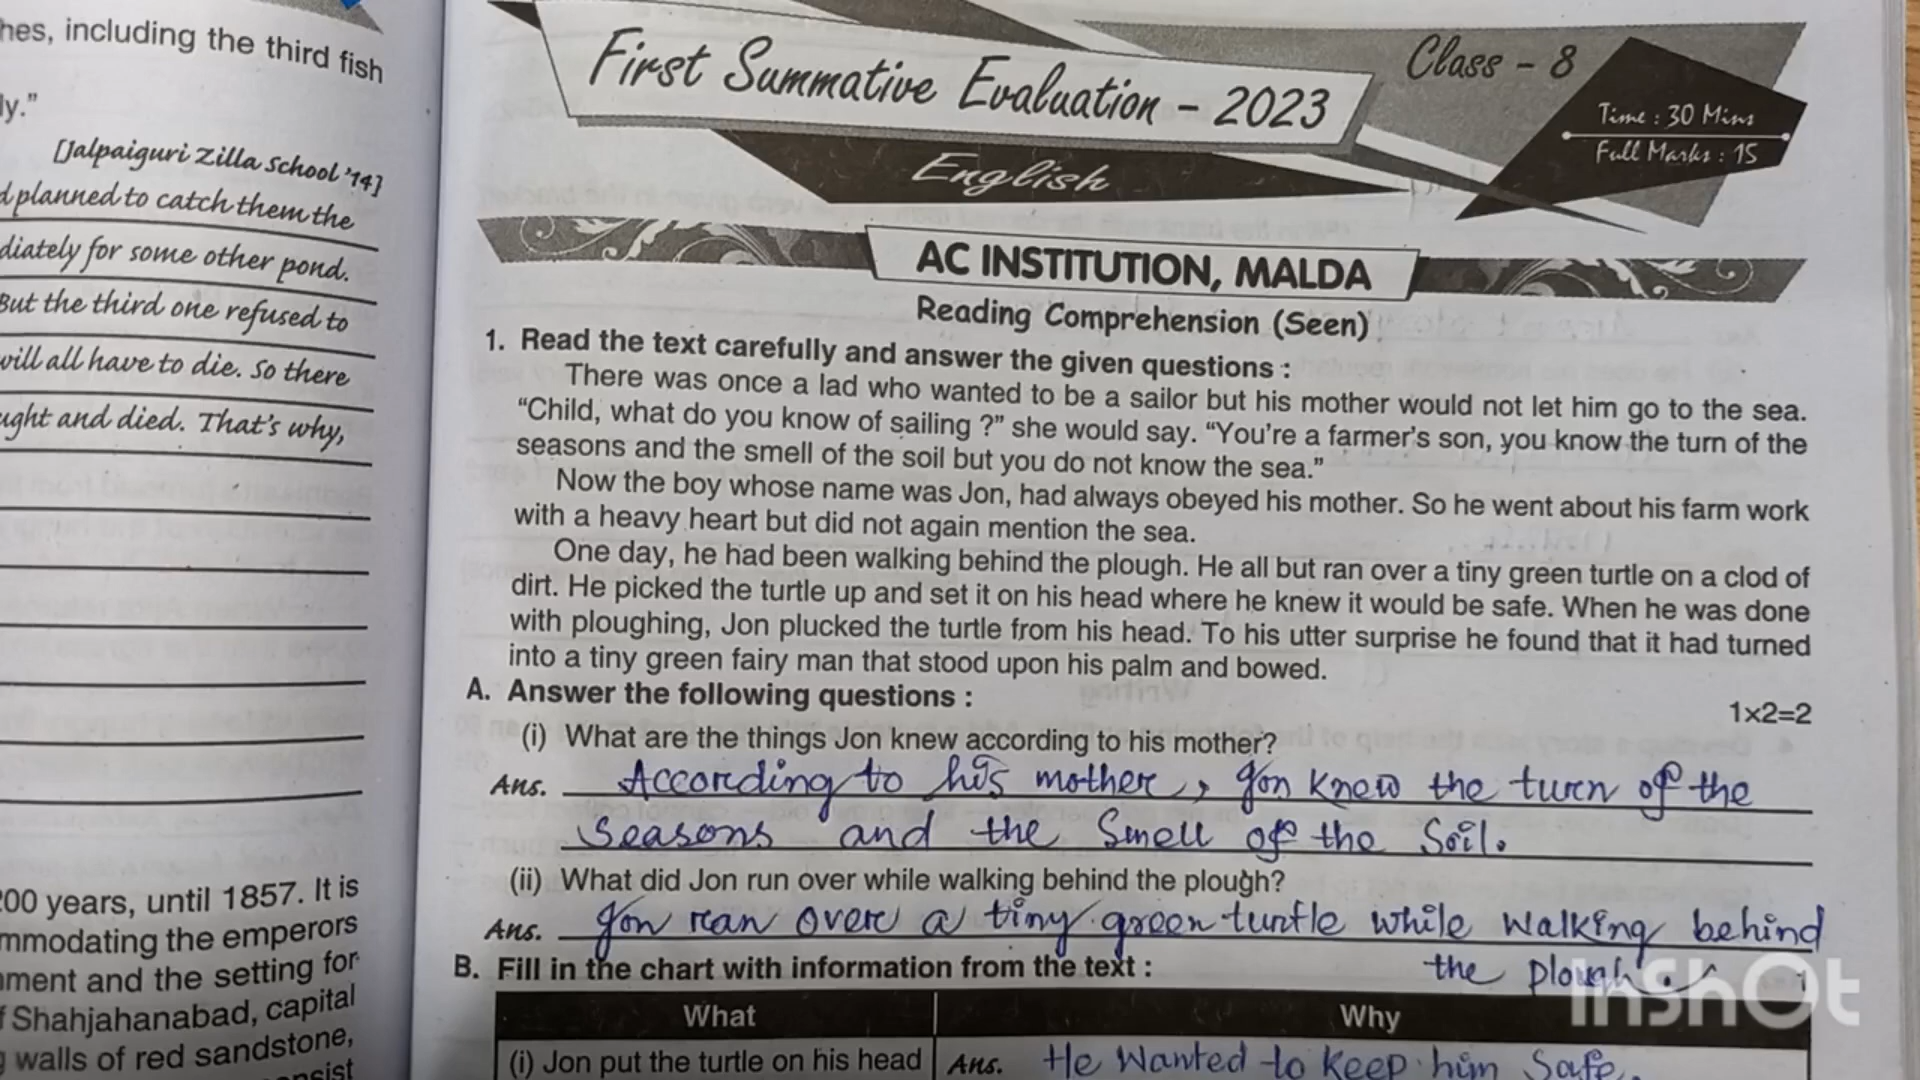 hes, including the third fish
ly.”
[Jalpaiguri Zilla School ’14]
d planned to catch them the
diately for some other pond.
But the third one refused to
will all have to die. So there
ught and died. That's why,
200 years, until 1857. It is
mmodating the emperors
ment and the setting for
f Shahjahanabad, capital
g walls of red sandstone,
First Summative Evaluation - 2023
Class - 8
Time : 30 Mins
Full Marks : 15
English
AC INSTITUTION, MALDA
Reading Comprehension (Seen)
1. Read the text carefully and answer the given questions :
There was once a lad who wanted to be a sailor but his mother would not let him go to the sea.
“Child, what do you know of sailing ?” she would say. “You're a farmer's son, you know the turn of the
seasons and the smell of the soil but you do not know the sea.”
Now the boy whose name was Jon, had always obeyed his mother. So he went about his farm work
with a heavy heart but did not again mention the sea.
One day, he had been walking behind the plough. He all but ran over a tiny green turtle on a clod of
dirt. He picked the turtle up and set it on his head where he knew it would be safe. When he was done
with ploughing, Jon plucked the turtle from his head. To his utter surprise he found that it had turned
into a tiny green fairy man that stood upon his palm and bowed.
A. Answer the following questions : 1x2=2
(i) What are the things Jon knew according to his mother?
Ans. According to his mother, Jon knew the turn of the
seasons and the smell of the soil.
(ii) What did Jon run over while walking behind the plough?
Ans. Jon ran over a tiny green turtle while walking behind
the plough.
B. Fill in the chart with information from the text :
What Why
(i) Jon put the turtle on his head Ans. He wanted to keep him safe.
InShOt